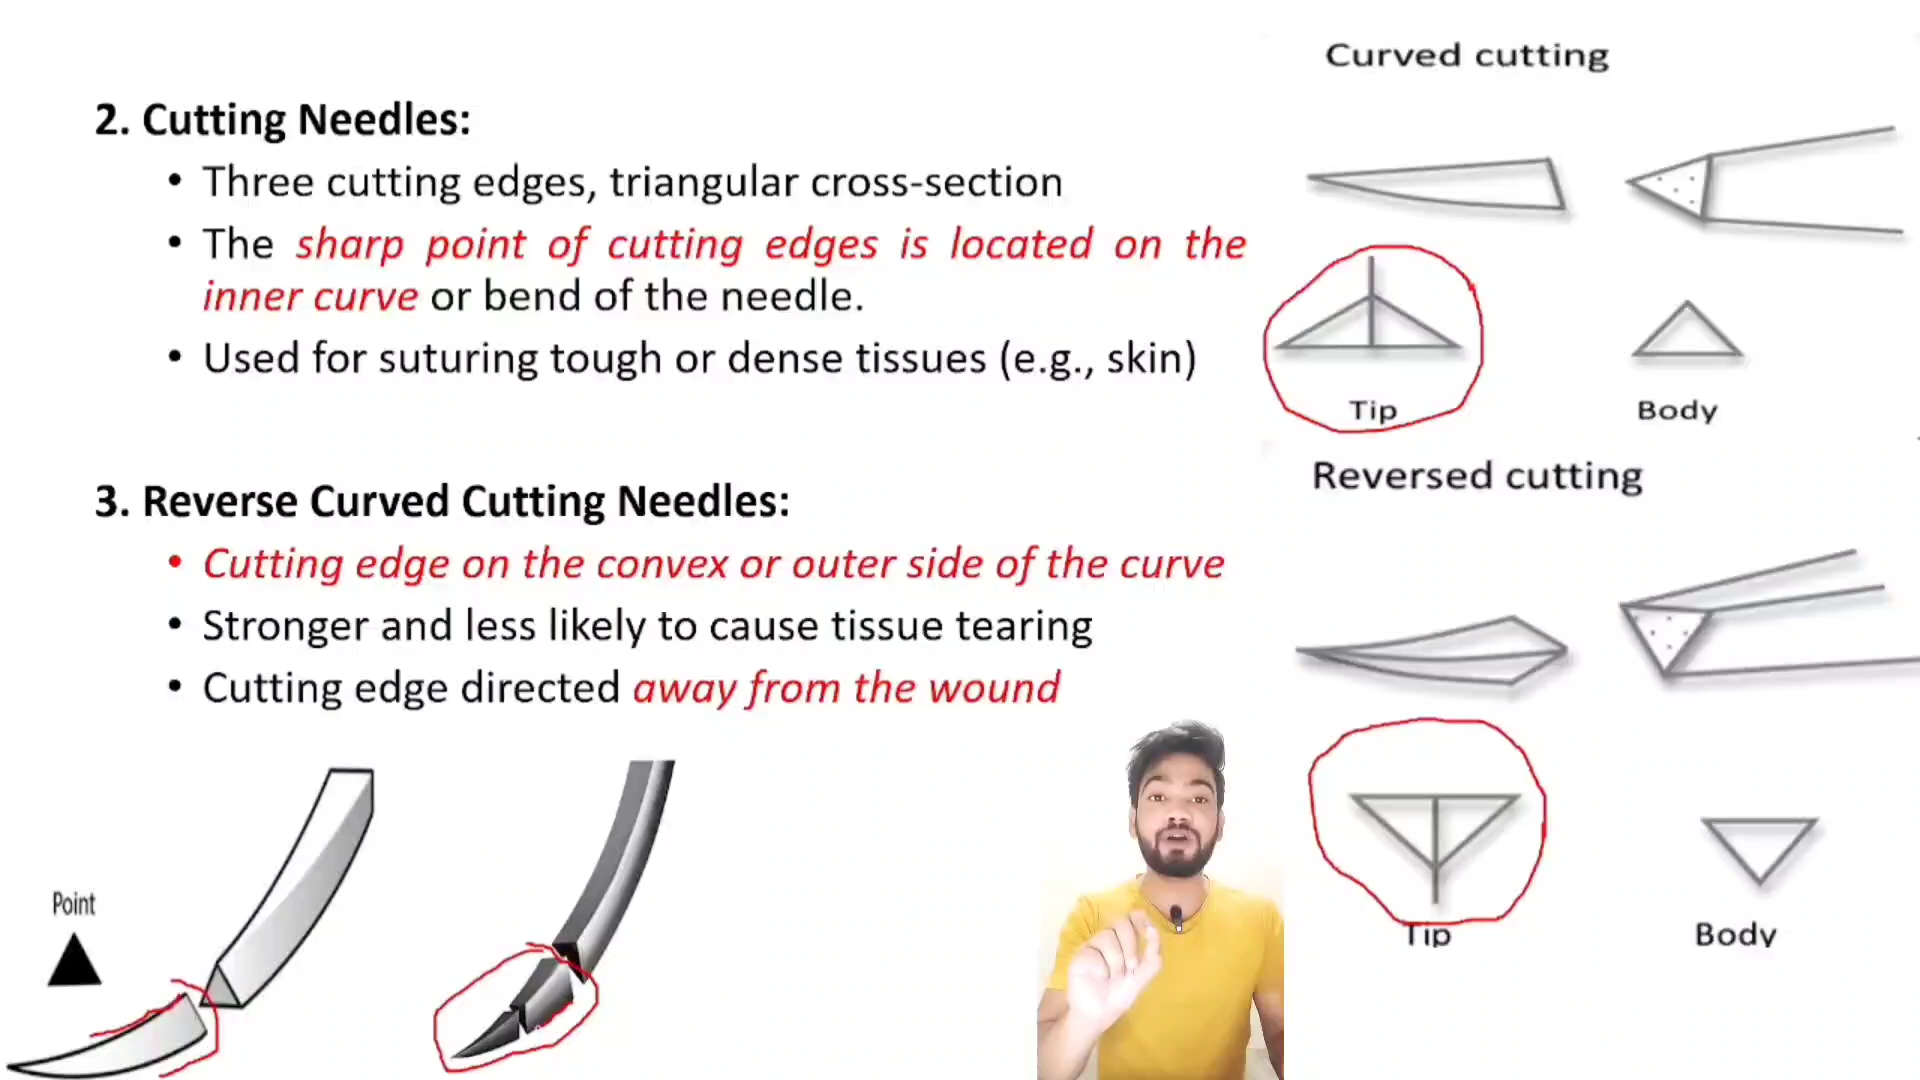 2. Cutting Needles:
• Three cutting edges, triangular cross-section
• The sharp point of cutting edges is located on the
inner curve or bend of the needle.
• Used for suturing tough or dense tissues (e.g., skin)
3. Reverse Curved Cutting Needles:
• Cutting edge on the convex or outer side of the curve
• Stronger and less likely to cause tissue tearing
• Cutting edge directed away from the wound
Point
Curved cutting
Tip
Body
Reversed cutting
Tip
Body